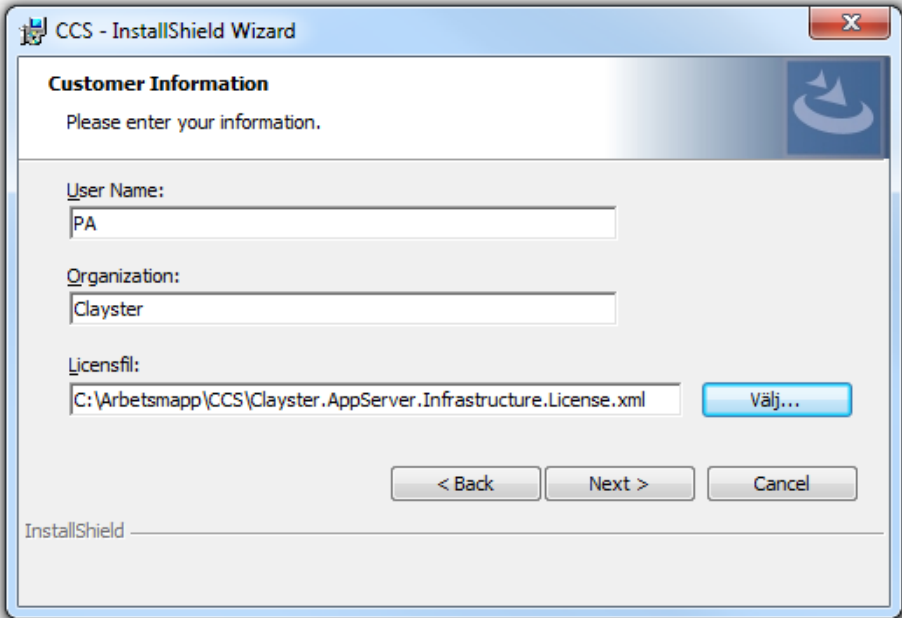 CCS - InstallShield Wizard
Customer Information
Please enter your information.
User Name:
PA
Organization:
Clayster
Licensfil:
C:\Arbetsmapp\CCS\Clayster.AppServer.Infrastructure.License.xml
Välj...
< Back
Next >
Cancel
InstallShield